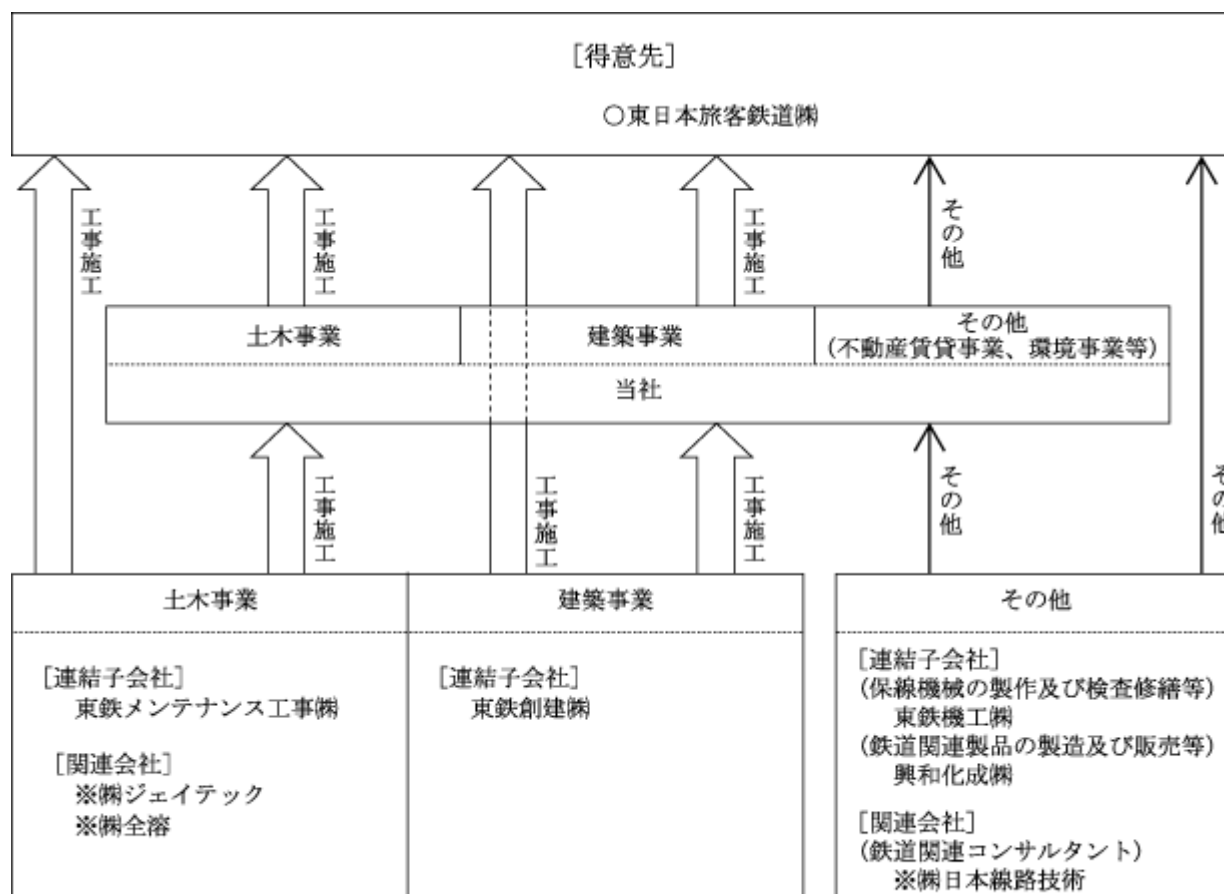 ［得意先］
○東日本旅客鉄道㈱
工事施工
工事施工
工事施工
その他
土木事業
建築事業
その他
(不動産賃貸事業、環境事業等)
当社
工事施工
工事施工
工事施工
その他
その他
土木事業
［連結子会社］
東鉄メンテナンス工事㈱
［関連会社］
※㈱ジェイテック
※㈱全溶
建築事業
［連結子会社］
東鉄創建㈱
その他
［連結子会社］
(保線機械の製作及び検査修繕等)
東鉄機工㈱
(鉄道関連製品の製造及び販売等)
興和化成㈱
［関連会社］
(鉄道関連コンサルタント)
※㈱日本線路技術